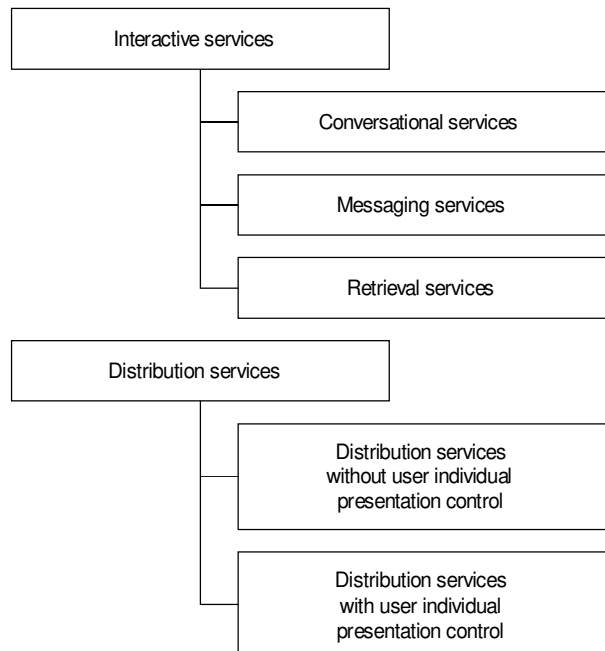 Interactive services
Conversational services
Messaging services
Retrieval services
Distribution services
Distribution services
without user individual
presentation control
Distribution services
with user individual
presentation control